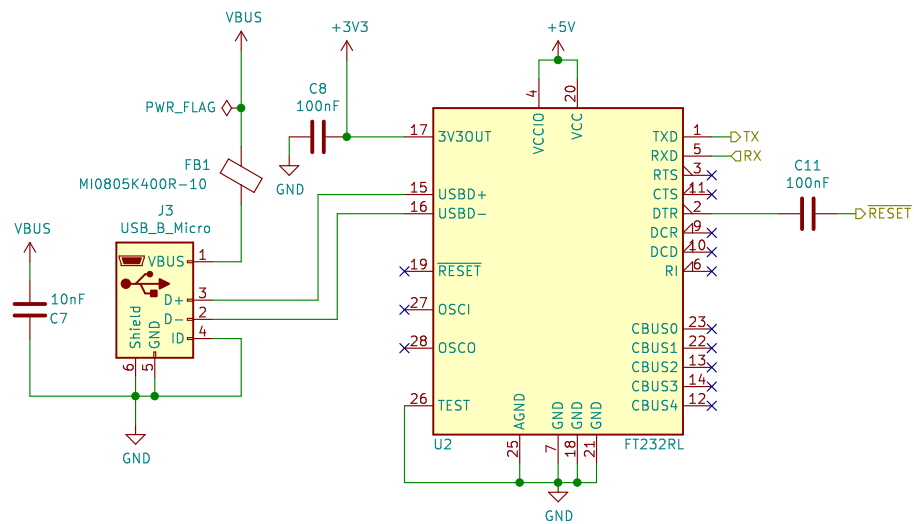 VBUS
+3V3
+5V
PWR_FLAG
C8
100nF
GND
FB1
MI0805K400R-10
J3
USB_B_Micro
VBUS
VBUS 1
D+ 3
D- 2
ID 4
Shield
GND
6
5
10nF
C7
GND
4
20
VCCIO
VCC
17 3V3OUT
15 USBD+
16 USBD-
19 RESET
27 OSCI
28 OSCO
26 TEST
TXD 1 TX
RXD 5 RX
RTS 3
CTS 11
DTR 2
DCR 9
DCD 10
RI 6
C11
100nF
RESET
CBUS0 23
CBUS1 22
CBUS2 13
CBUS3 14
CBUS4 12
AGND
GND
GND
GND
U2
FT232RL
25
7
18
21
GND